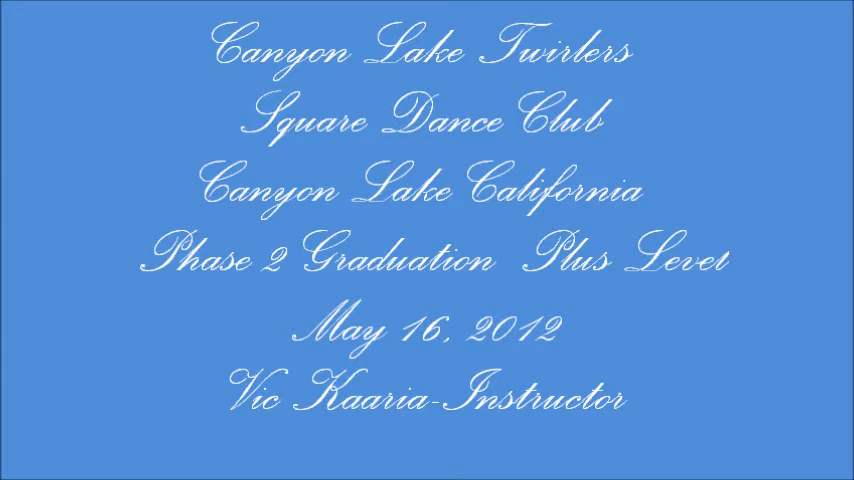 Canyon Lake Twirlers
Square Dance Club
Canyon Lake California
Phase 2 Graduation Plus Level
May 16, 2012
Vic Kaaria-Instructor